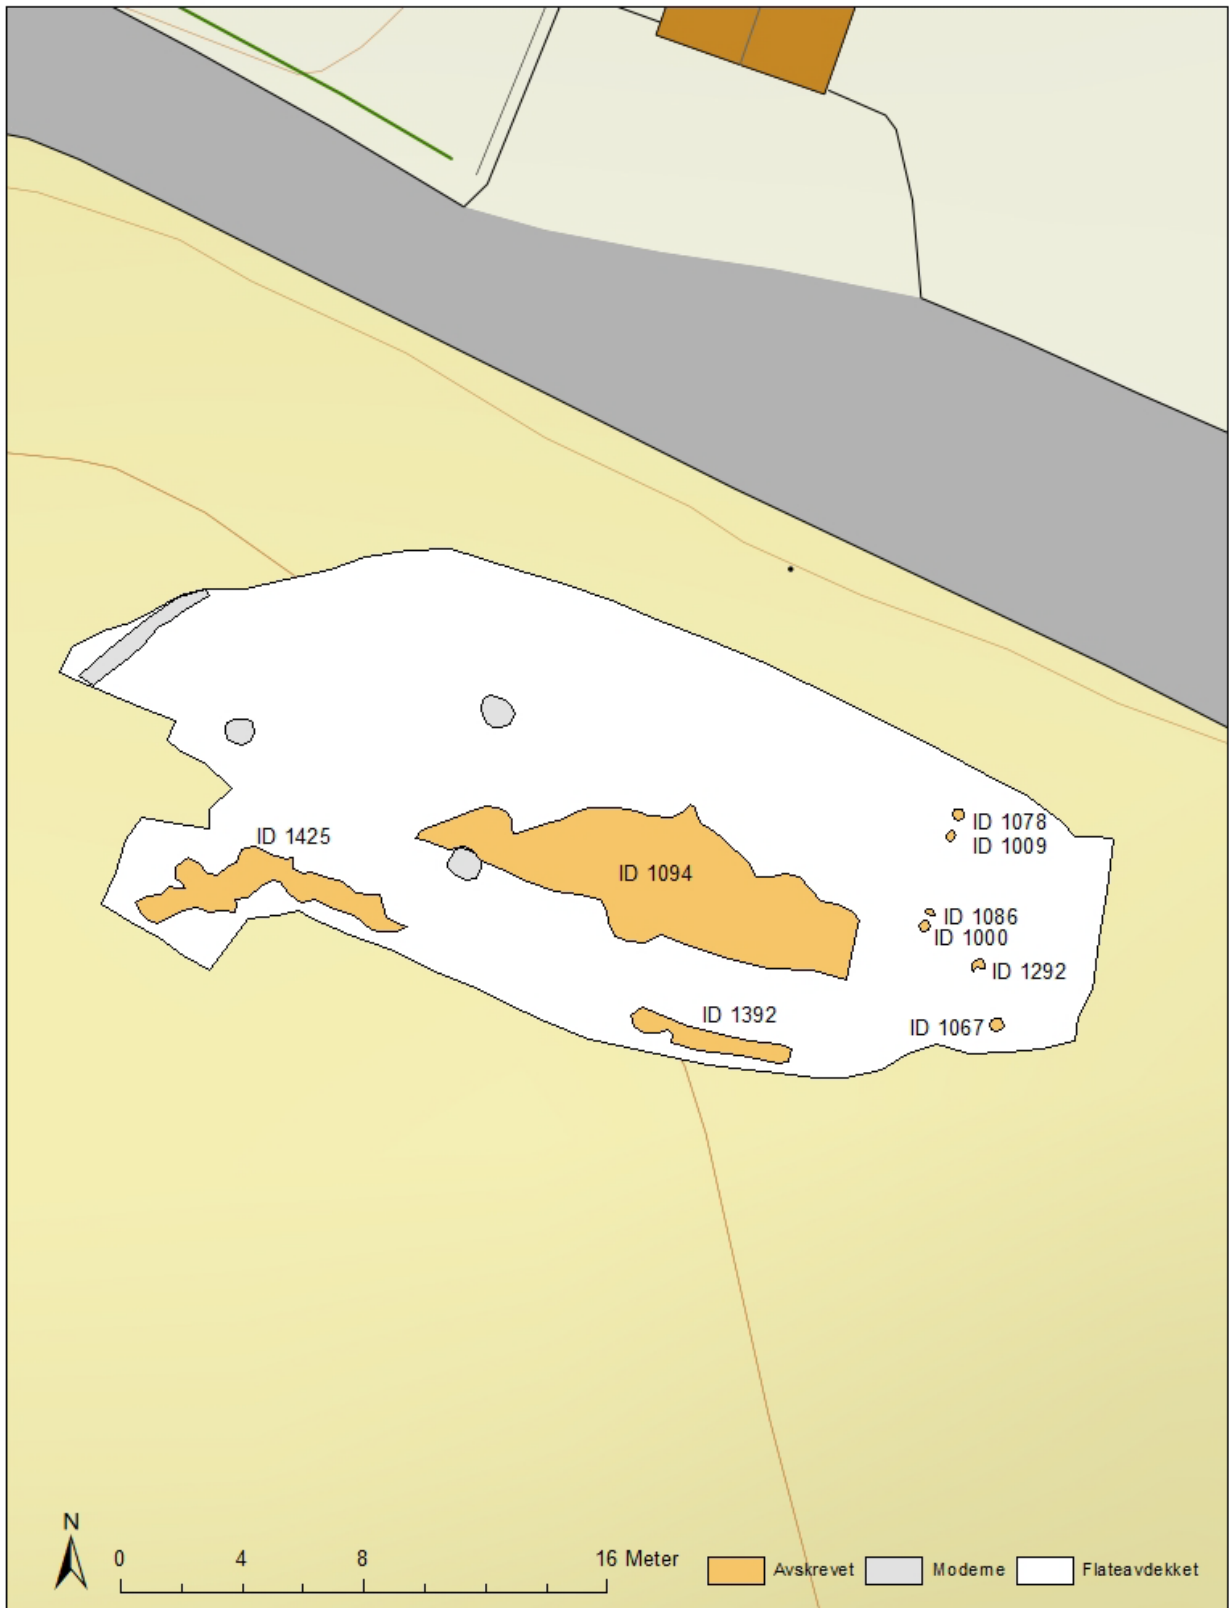 ID 1078
ID 1009
ID 1425
ID 1094
ID 1086
ID 1000
ID 1292
ID 1392
ID 1067
N
0 4 8 16 Meter
Avskrevet Moderne Flateavdekket